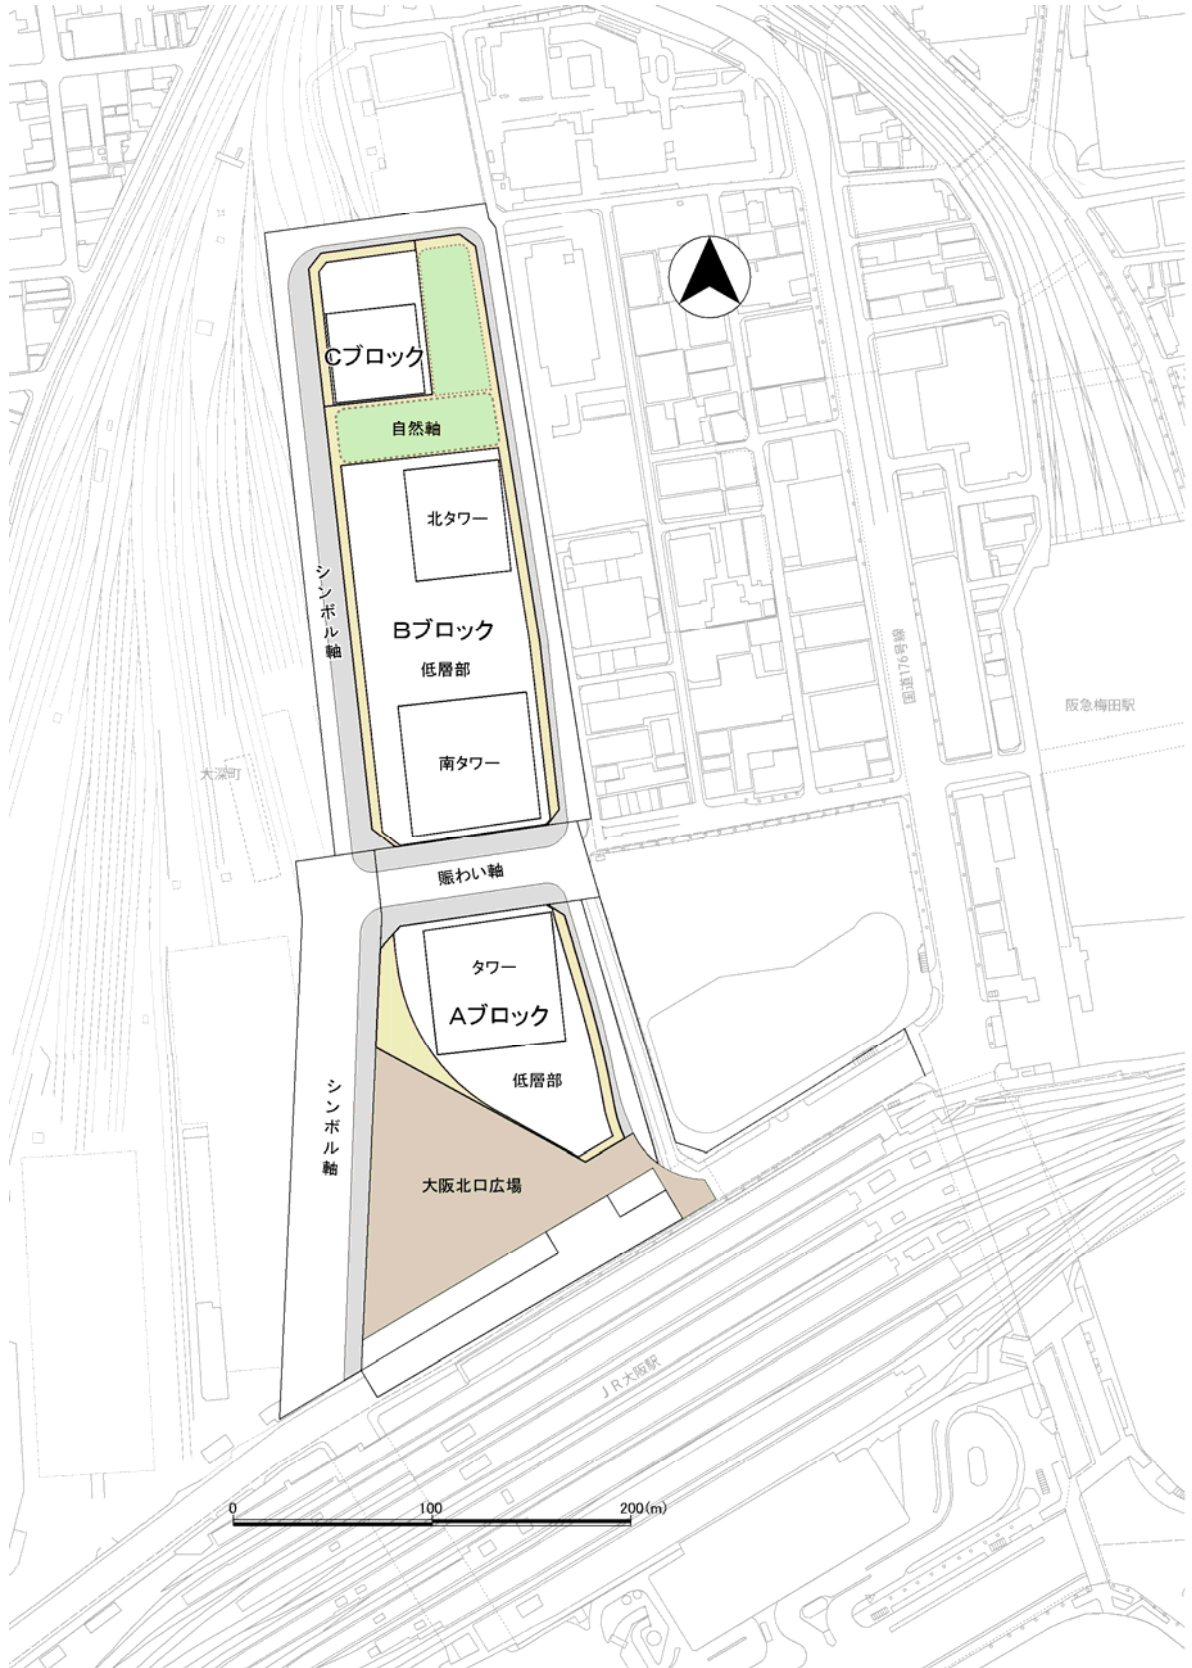 Cブロック
自然軸
北タワー
シンボル軸
Bブロック
低層部
国道176号線
阪急梅田駅
南タワー
大深町
賑わい軸
タワー
Aブロック
低層部
シンボル軸
大阪北口広場
JR大阪駅
0 100 200(m)